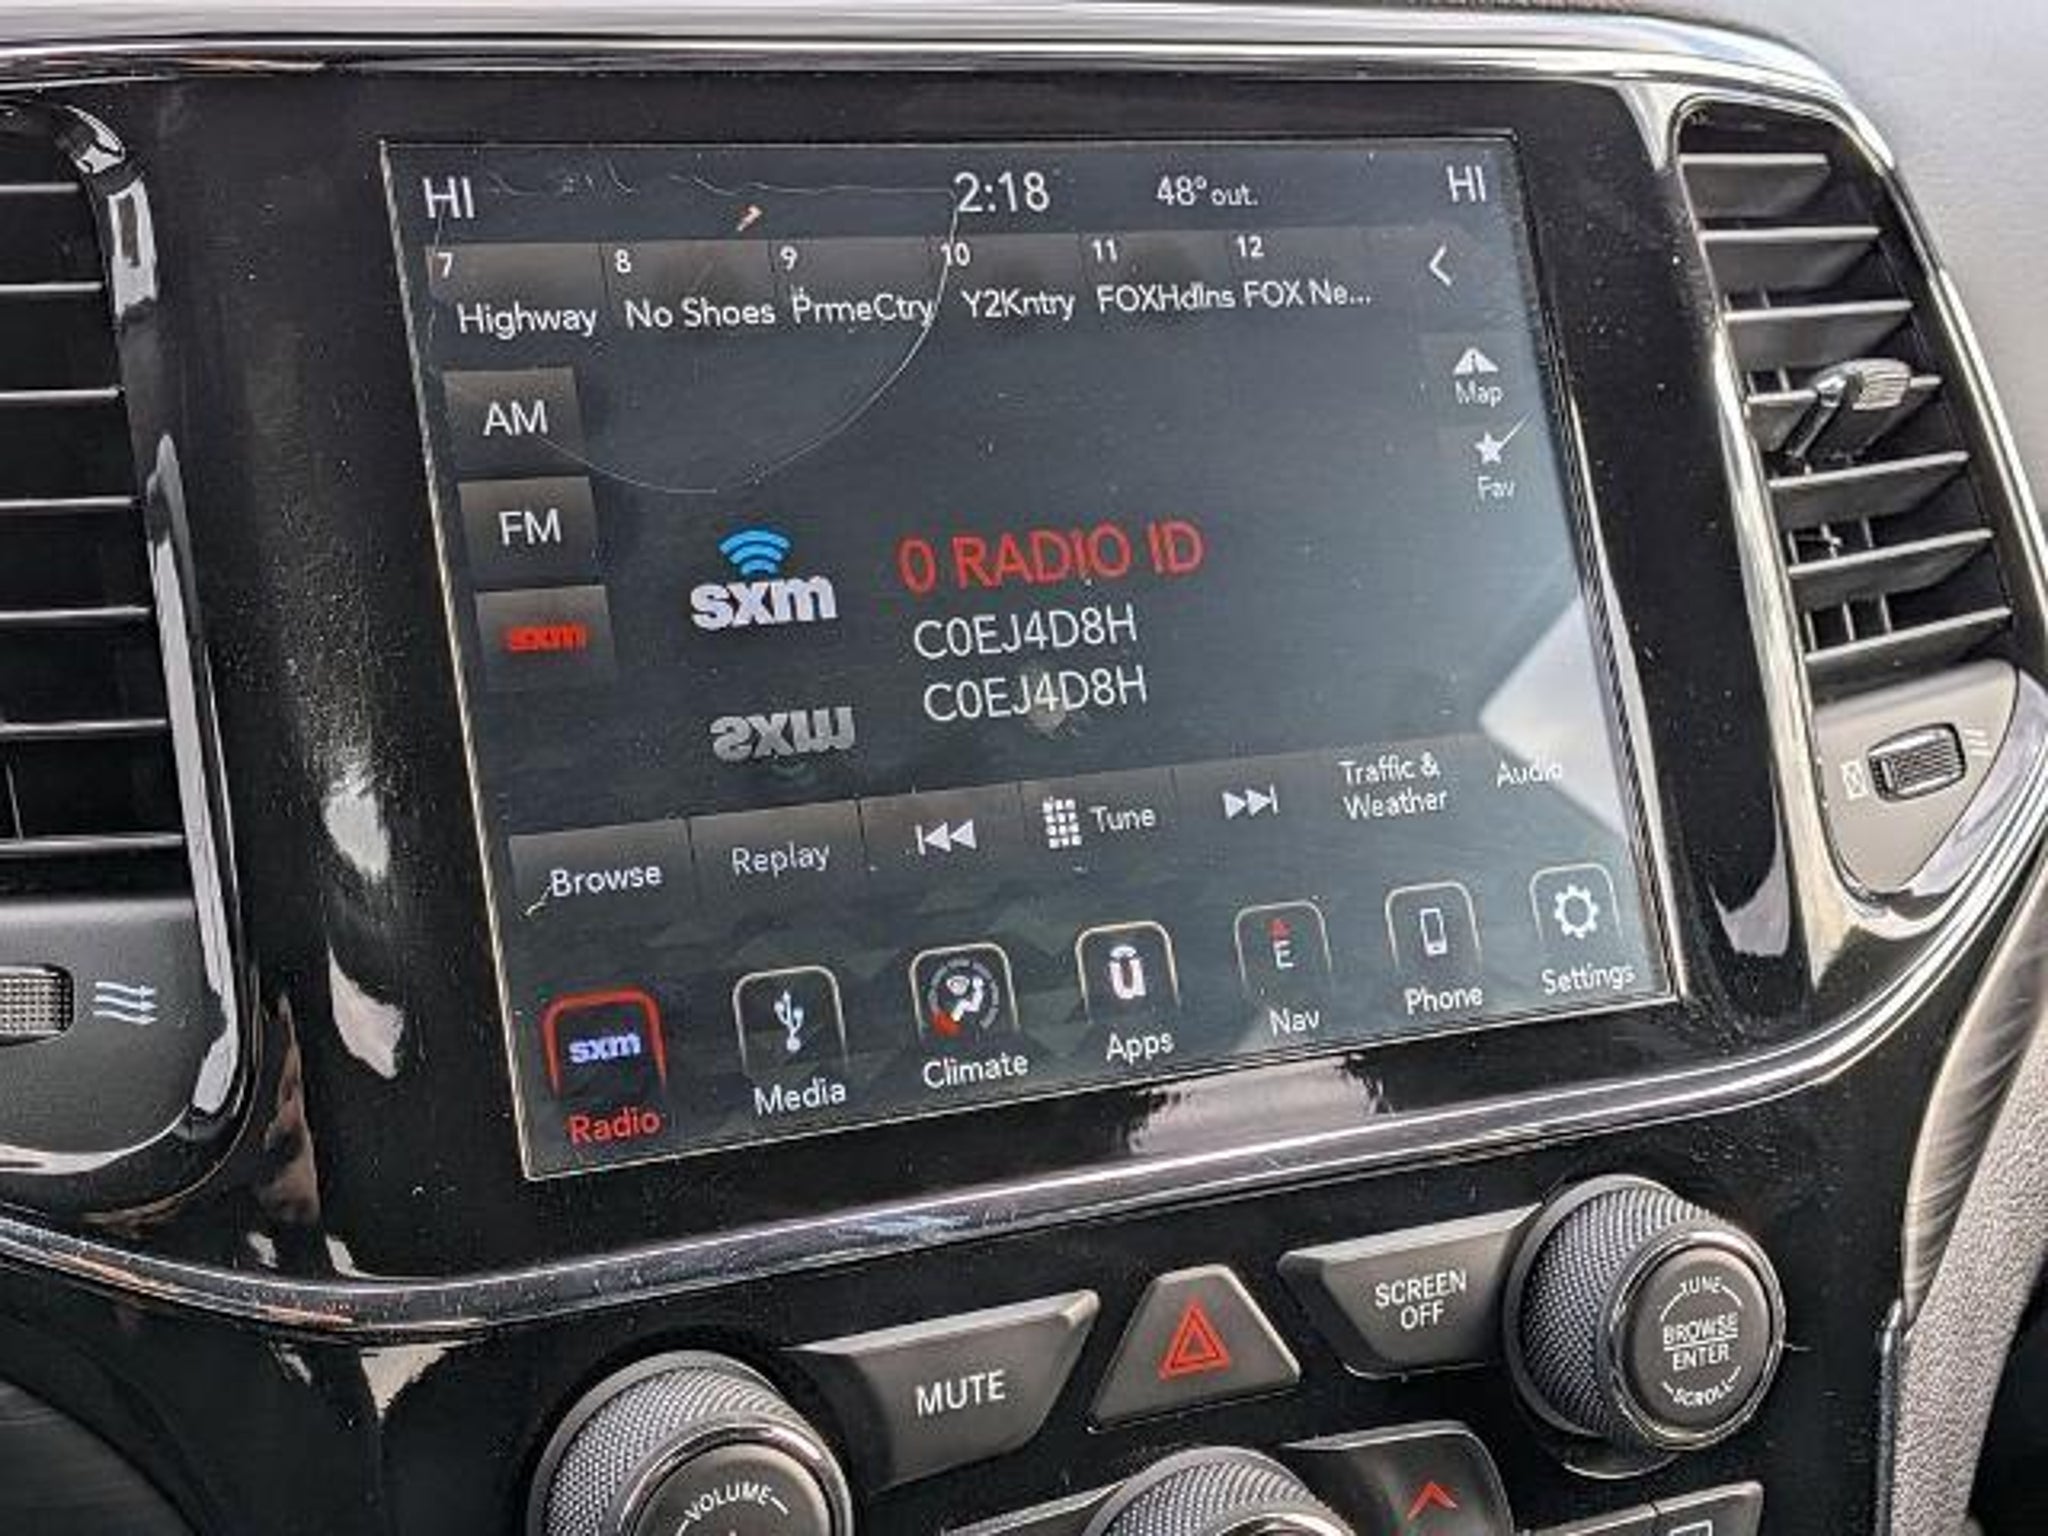 HI 2:18 48° out. HI
7 8 9 10 11 12
Highway No Shoes PrmeCtry Y2Kntry FOXHdlns FOX Ne...
AM
Map
FM
Fav
sxm
sxm
0 RADIO ID
C0EJ4D8H
C0EJ4D8H
sxm
Browse Replay Tune Traffic & Weather Audio
sxm
E
Radio Media Climate Apps Nav Phone Settings
MUTE
SCREEN
OFF
TUNE
BROWSE
ENTER
SCROLL
VOLUME